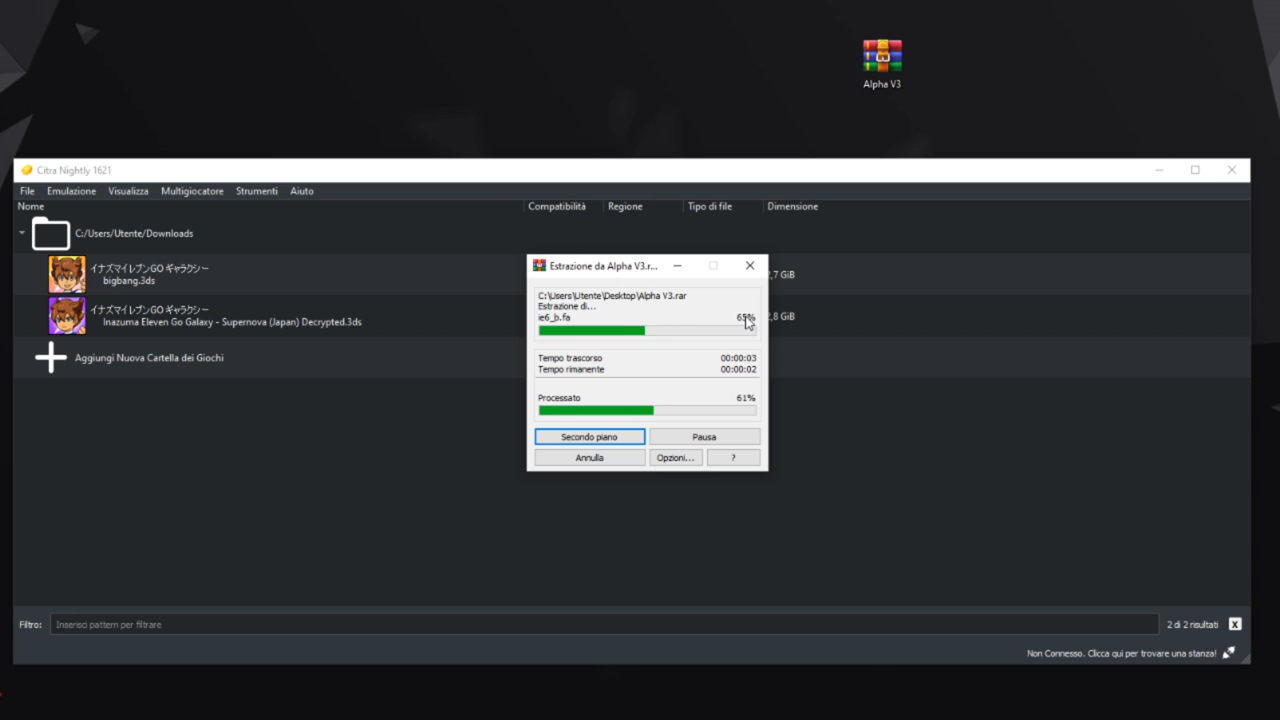 Alpha V3
Citra Nightly 1621
File Emulazione Visualizza Multigiocatore Strumenti Aiuto
Nome Compatibilità Regione Tipo di file Dimensione
C:/Users/Utente/Downloads
イナズマイレブンGO ギャラクシー
bigbang.3ds
2,7 GiB
イナズマイレブンGO ギャラクシー
Inazuma Eleven Go Galaxy - Supernova (Japan) Decrypted.3ds
2,8 GiB
Aggiungi Nuova Cartella dei Giochi
Estrazione da Alpha V3.r...
C:\Users\Utente\Desktop\Alpha V3.rar
Estrazione di...
ie6_b.fa 65%
Tempo trascorso 00:00:03
Tempo rimanente 00:00:02
Processato 61%
Secondo piano Pausa
Annulla Opzioni... ?
Filtro: Inserisci pattern per filtrare 2 di 2 risultati X
Non Connesso. Clicca qui per trovare una stanza!